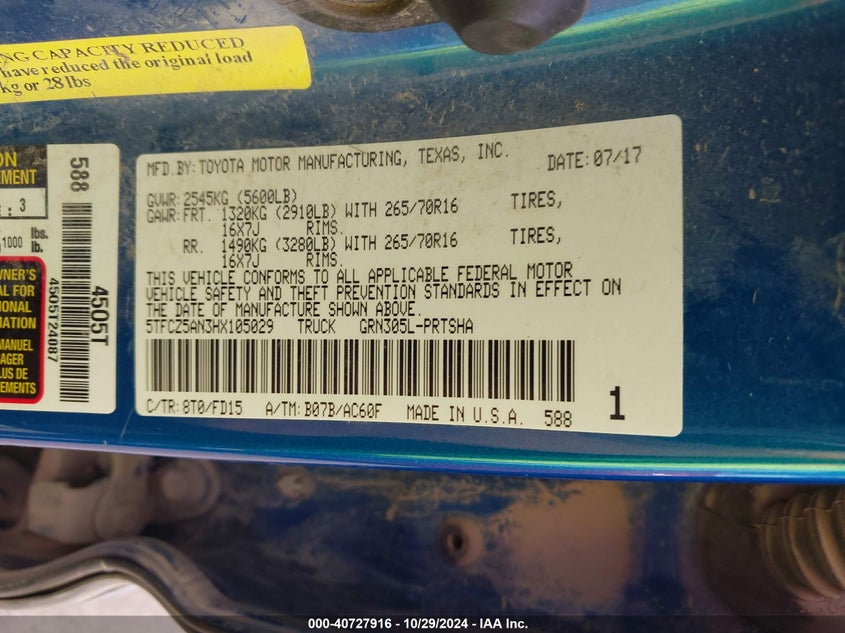 NG CAPACITY REDUCED
have reduced the original load
kg or 28 lbs
MFD.BY: TOYOTA MOTOR MANUFACTURING, TEXAS, INC. DATE: 07/17
GVWR: 2545KG (5600LB)
GAWR: FRT. 1320KG (2910LB) WITH 265/70R16 TIRES,
16X7J RIMS.
RR. 1490KG (3280LB) WITH 265/70R16 TIRES,
16X7J RIMS.
THIS VEHICLE CONFORMS TO ALL APPLICABLE FEDERAL MOTOR
VEHICLE SAFETY AND THEFT PREVENTION STANDARDS IN EFFECT ON
THE DATE OF MANUFACTURE SHOWN ABOVE.
5TFCZ5AN3HX105029 TRUCK GRN305L-PRTSHA
C/TR: 8T0/FD15 A/TM: B07B/AC60F MADE IN U.S.A. 588
1
ON
EMENT
: 3
1000 lbs.
lb.
WNER'S
AL FOR
IONAL
MATION
MANUEL
AGER
LUS DE
EMENTS
588
4505T
4505T24087
000-40727916 - 10/29/2024 - IAA Inc.